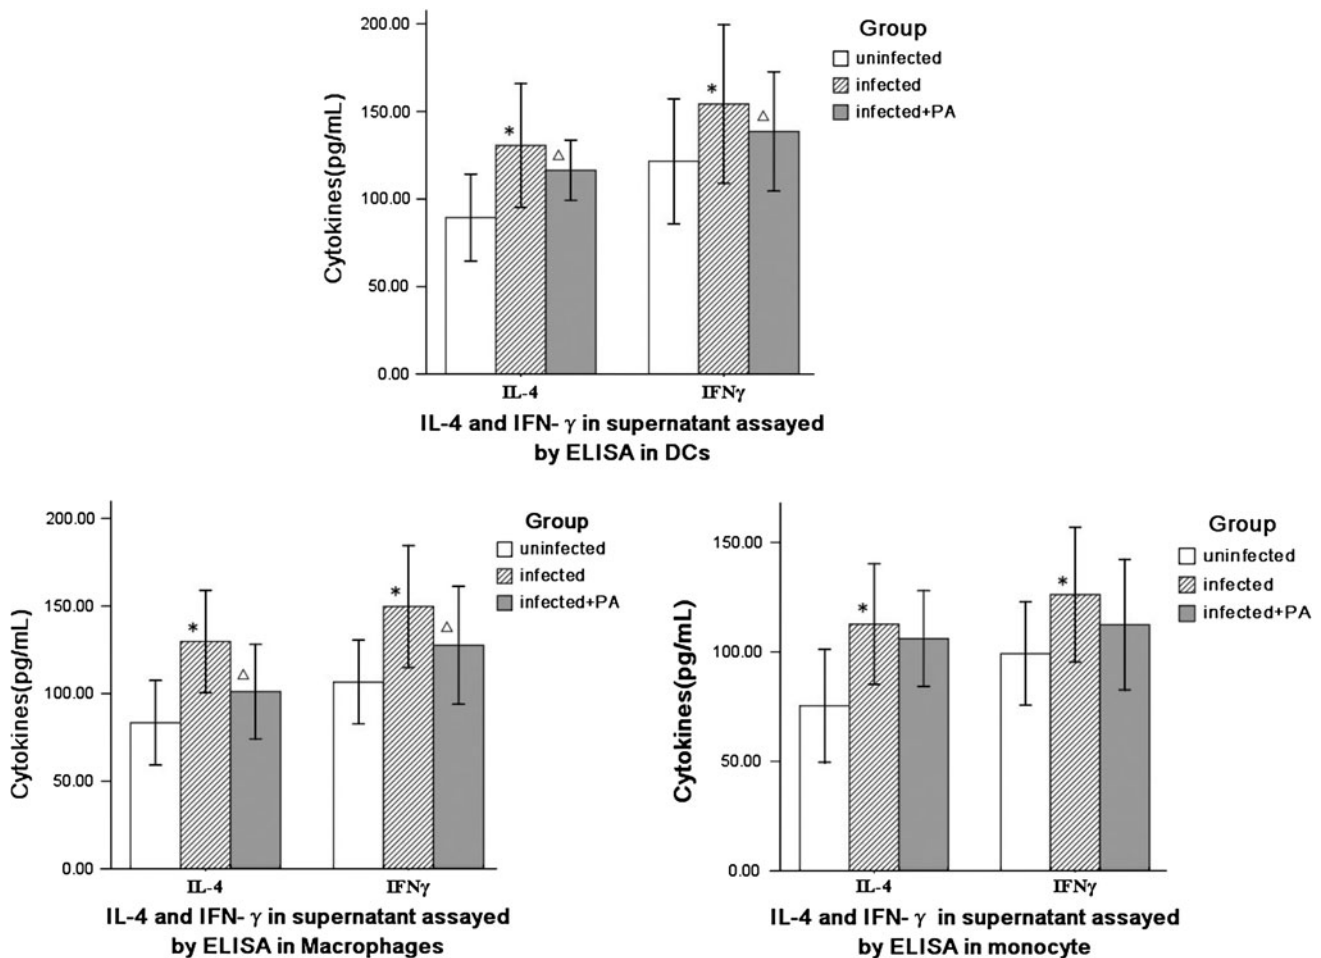 200.00
150.00
100.00
50.00
0.00
Cytokines(pg/mL)
*
△
*
△
Group
uninfected
infected
infected+PA
IL-4
IFNγ
IL-4 and IFN- γ in supernatant assayed
by ELISA in DCs
200.00
150.00
100.00
50.00
0.00
Cytokines(pg/mL)
*
△
*
△
Group
uninfected
infected
infected+PA
IL-4
IFNγ
IL-4 and IFN- γ in supernatant assayed
by ELISA in Macrophages
150.00
100.00
50.00
0.00
Cytokines(pg/mL)
*
*
Group
uninfected
infected
infected+PA
IL-4
IFNγ
IL-4 and IFN- γ in supernatant assayed
by ELISA in monocyte